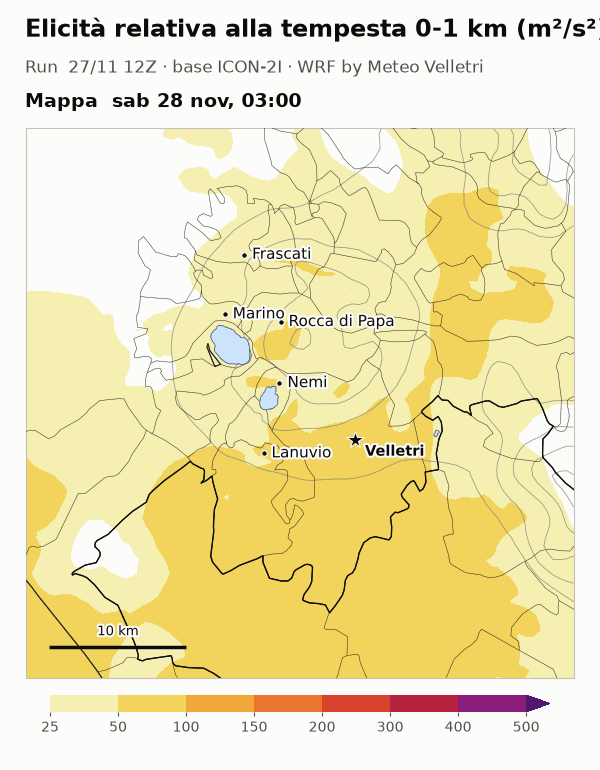 Elicità relativa alla tempesta 0-1 km (m²/s²)
Run 27/11 12Z · base ICON-2I · WRF by Meteo Velletri
Mappa sab 28 nov, 03:00
Frascati
Marino
Rocca di Papa
Nemi
Velletri
Lanuvio
10 km
25 50 100 150 200 300 400 500